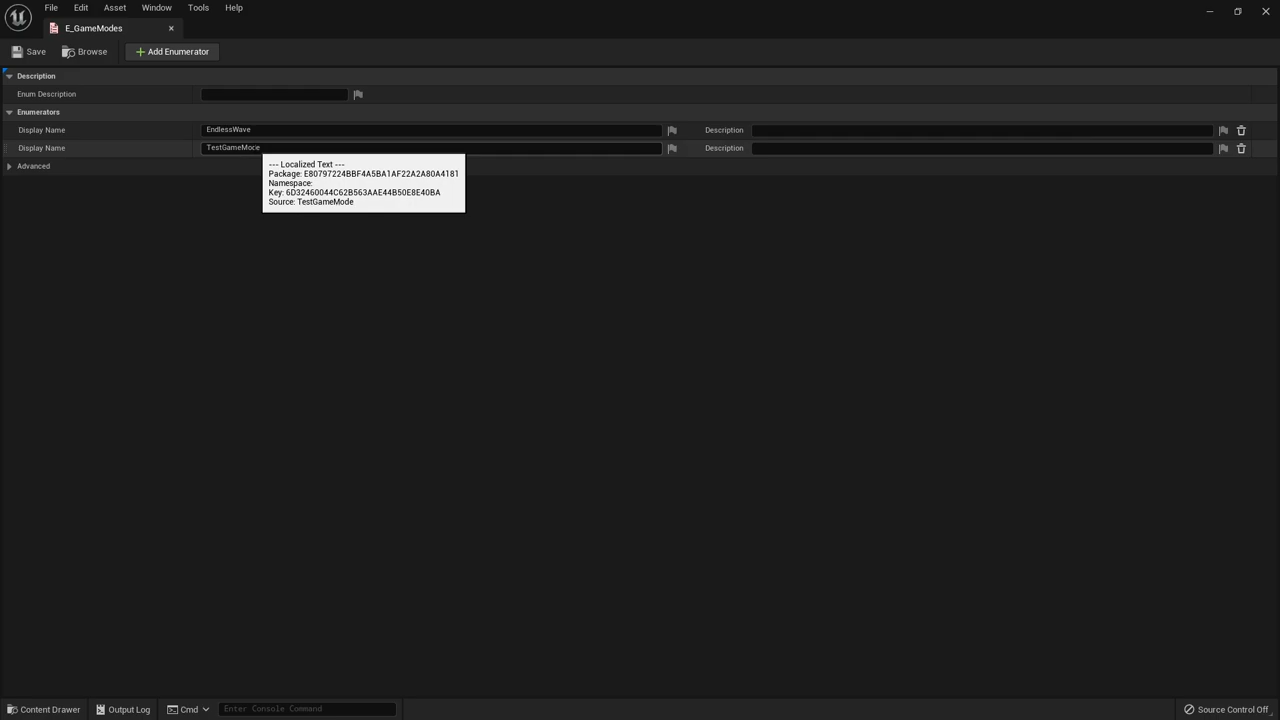 File Edit Asset Window Tools Help
E_GameModes
Save Browse Add Enumerator
Description
Enum Description
Enumerators
Display Name EndlessWave Description
Display Name TestGameMoce Description
Advanced
--- Localized Text ---
Package: E80797224BBF4A5BA1AF22A2A80A4181
Namespace:
Key: 6D32460044C62B563AAE44B50E8E40BA
Source: TestGameMode
Content Drawer Output Log Cmd Enter Console Command Source Control Off